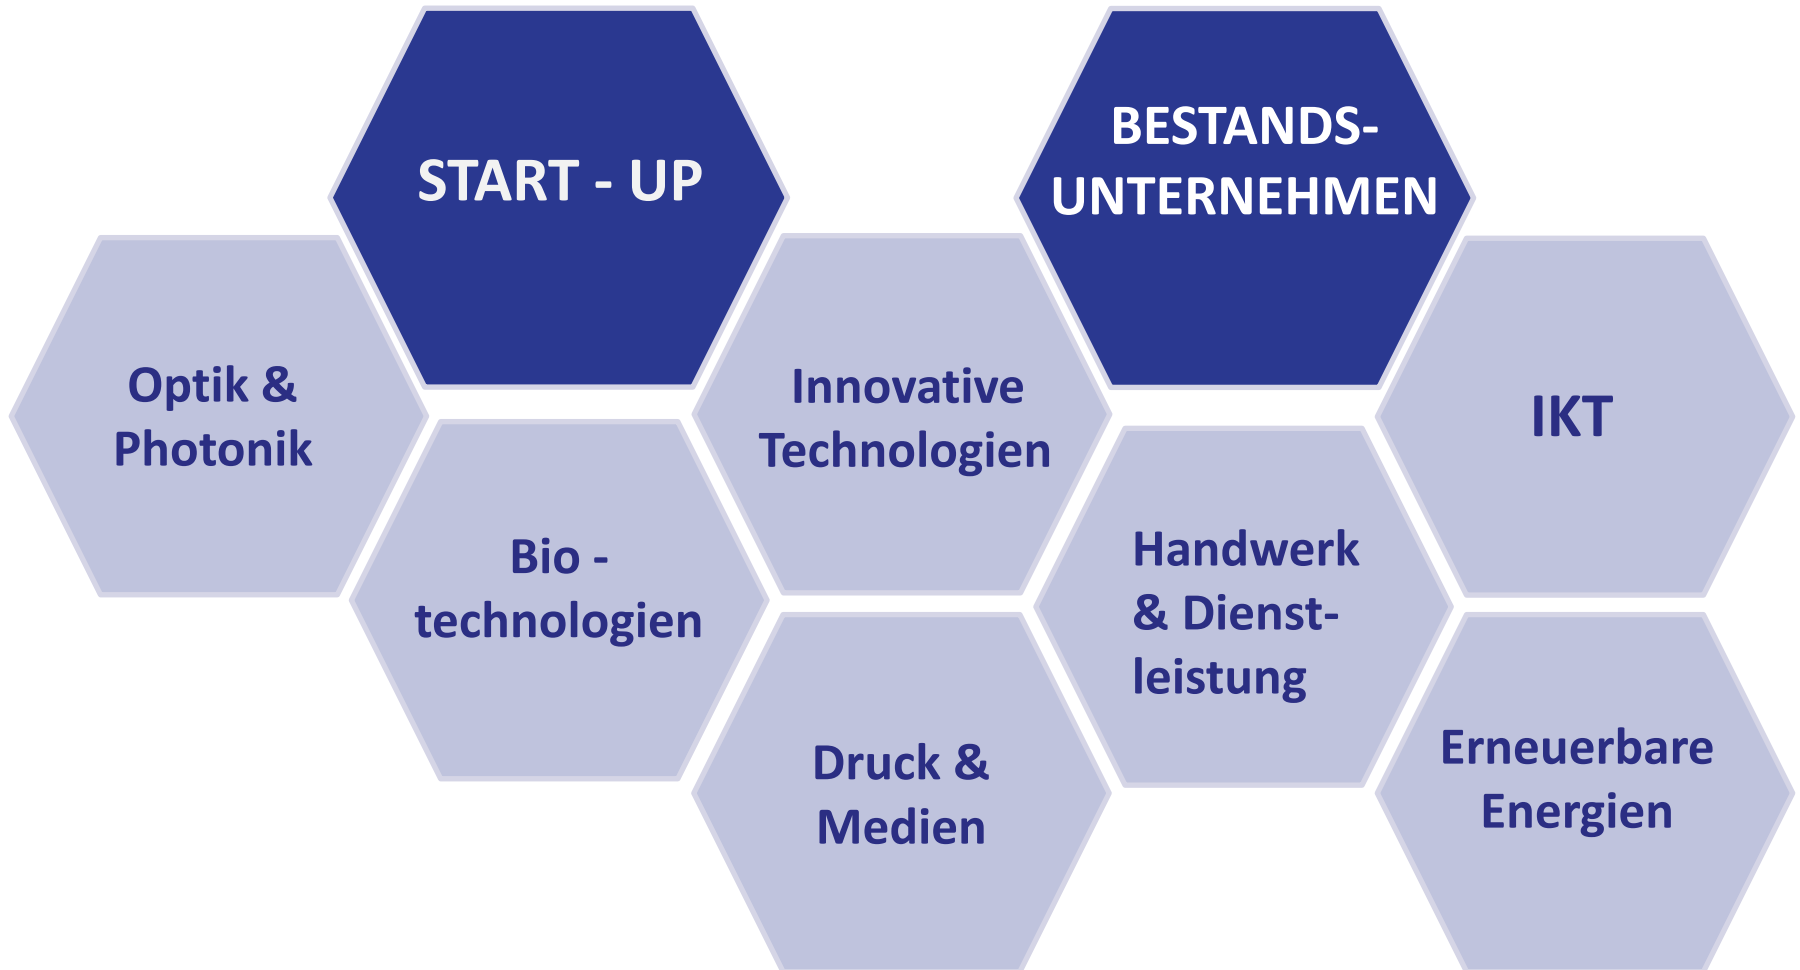 START - UP
BESTANDS-
UNTERNEHMEN
Optik &
Photonik
Innovative
Technologien
IKT
Bio -
technologien
Handwerk
& Dienst-
leistung
Druck &
Medien
Erneuerbare
Energien